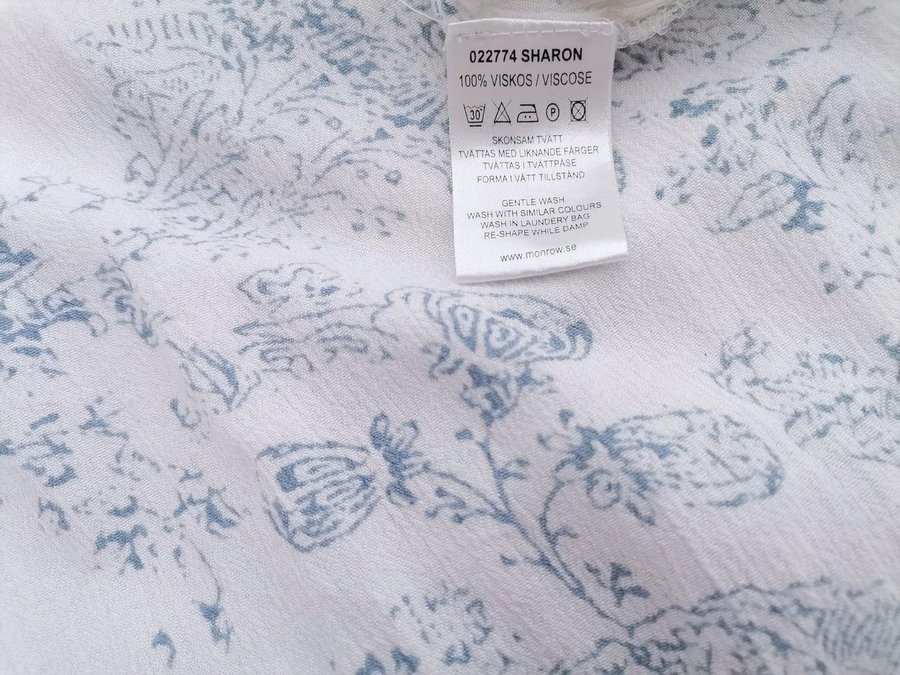 022774 SHARON
100% VISKOS / VISCOSE
30 P
SKONSAM TVÄTT
TVÄTTAS MED LIKNANDE FÄRGER
TVÄTTAS I TVÄTTPÅSE
FORMA I VÅTT TILLSTÅND
GENTLE WASH
WASH WITH SIMILAR COLOURS
WASH IN LAUNDERY BAG
RE-SHAPE WHILE DAMP
www.monrow.se